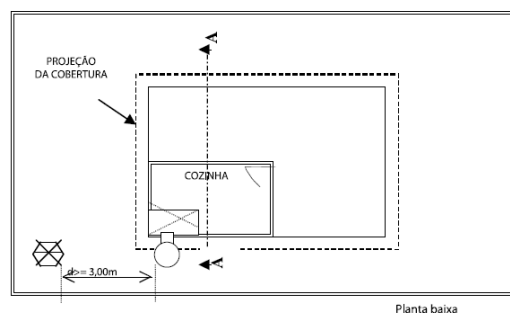 A
PROJEÇÃO
DA COBERTURA
COZINHA
A
d>= 3,00m
Planta baixa